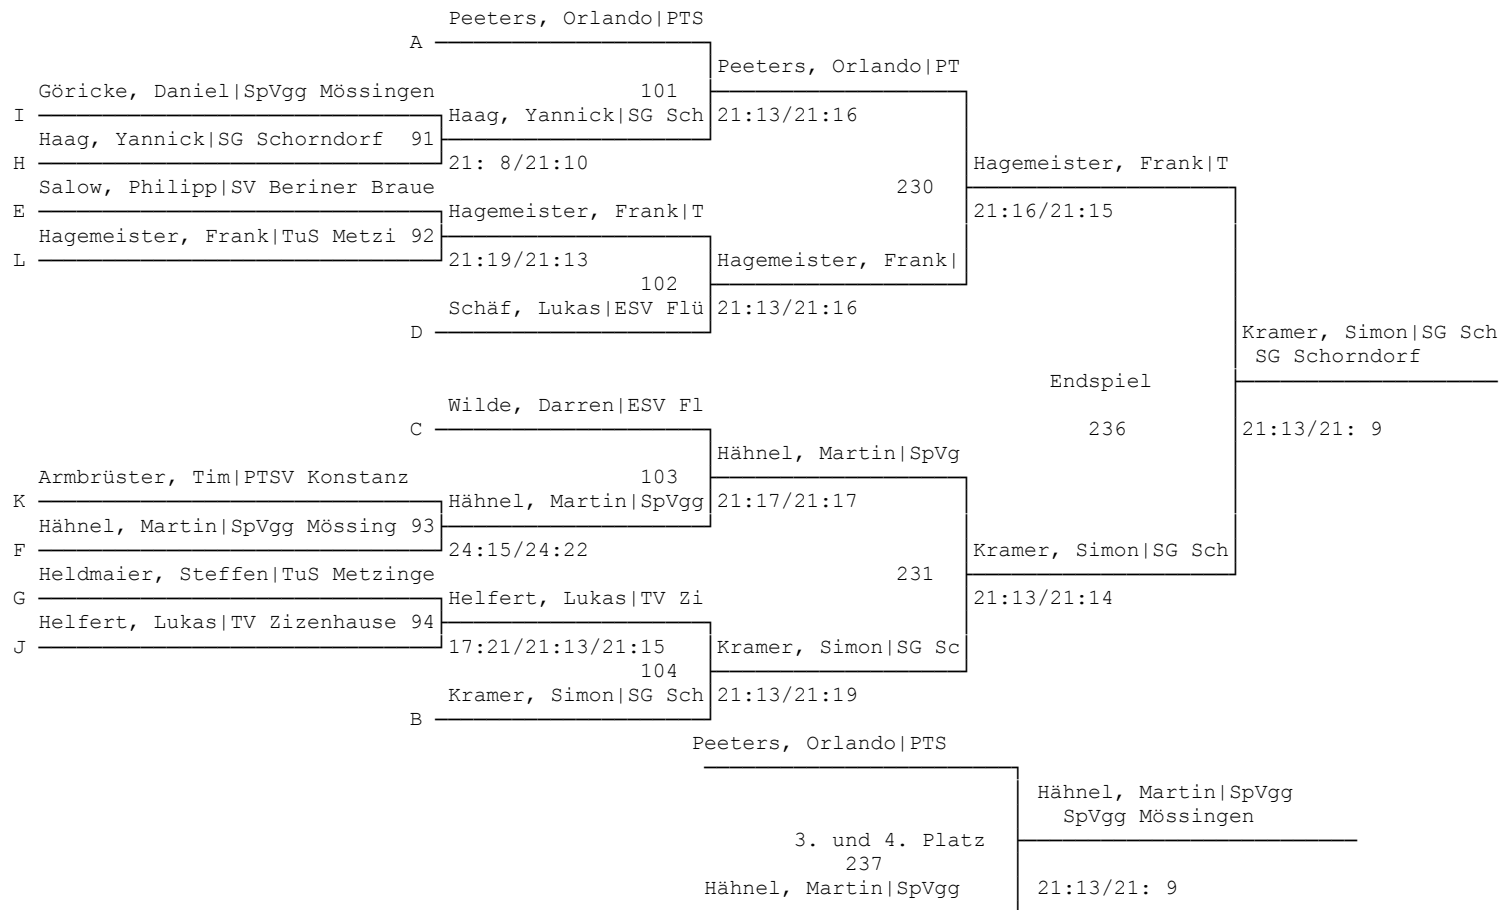 Peeters, Orlando|PTS
A
Peeters, Orlando|PT
Göricke, Daniel|SpVgg Mössingen 101
I Haag, Yannick|SG Sch 21:13/21:16
Haag, Yannick|SG Schorndorf 91
H 21: 8/21:10 Hagemeister, Frank|T
Salow, Philipp|SV Beriner Braue 230
E Hagemeister, Frank|T 21:16/21:15
Hagemeister, Frank|TuS Metzi 92
L 21:19/21:13 Hagemeister, Frank|
102
Schäf, Lukas|ESV Flü 21:13/21:16
D Kramer, Simon|SG Sch
SG Schorndorf
Endspiel
Wilde, Darren|ESV Fl
C 236 21:13/21: 9
Hähnel, Martin|SpVg
Armbrüster, Tim|PTSV Konstanz 103
K Hähnel, Martin|SpVgg 21:17/21:17
Hähnel, Martin|SpVgg Mössing 93
F 24:15/24:22 Kramer, Simon|SG Sch
Heldmaier, Steffen|TuS Metzinge 231
G Helfert, Lukas|TV Zi 21:13/21:14
Helfert, Lukas|TV Zizenhause 94
J 17:21/21:13/21:15 Kramer, Simon|SG Sc
104
Kramer, Simon|SG Sch 21:13/21:19
B
Peeters, Orlando|PTS
Hähnel, Martin|SpVgg
SpVgg Mössingen
3. und 4. Platz
237
Hähnel, Martin|SpVgg 21:13/21: 9